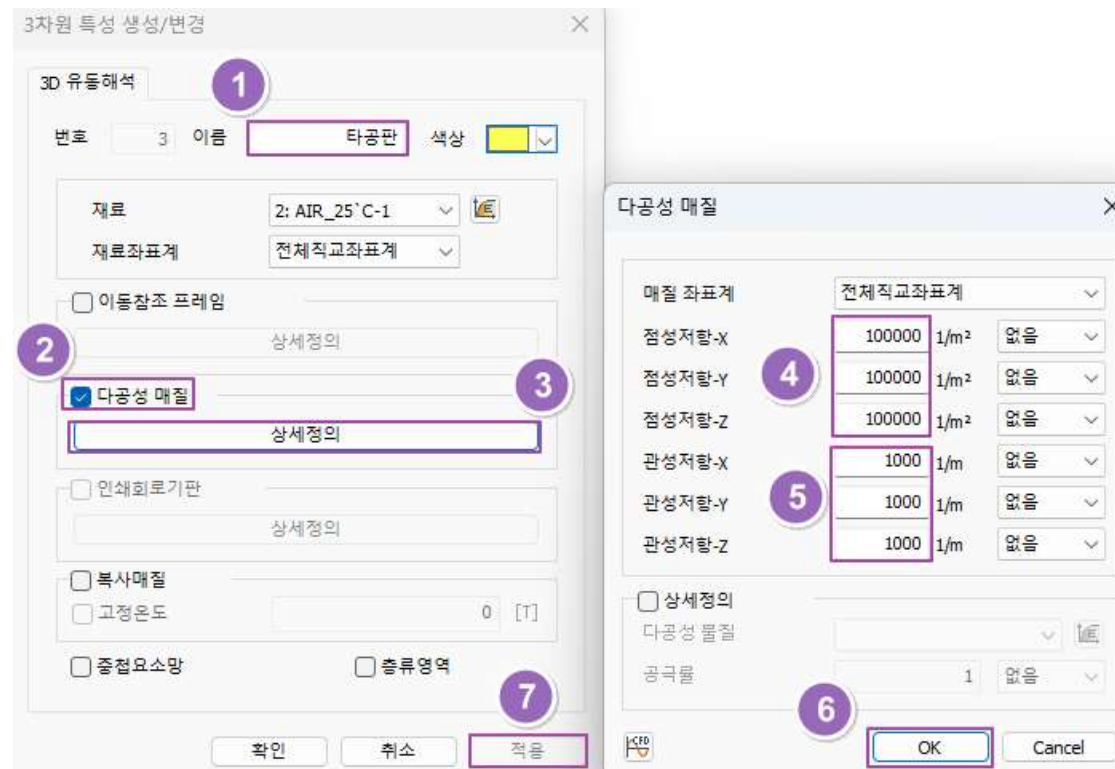 3차원 특성 생성/변경
3D 유동해석
1
번호 3 이름 타공판 색상
재료 2: AIR_25`C-1
재료좌표계 전체직교좌표계
이동참조 프레임
상세정의
2
다공성 매질
3
상세정의
인쇄회로기판
상세정의
복사매질
고정온도 0 [T]
중첩요소망 층류영역
7
확인 취소 적용
다공성 매질
매질 좌표계 전체직교좌표계
점성저항-X 100000 1/m² 없음
점성저항-Y 4 100000 1/m² 없음
점성저항-Z 100000 1/m² 없음
관성저항-X 1000 1/m 없음
관성저항-Y 5 1000 1/m 없음
관성저항-Z 1000 1/m 없음
상세정의
다공성 물질
공극률 1 없음
6
CFD
OK Cancel